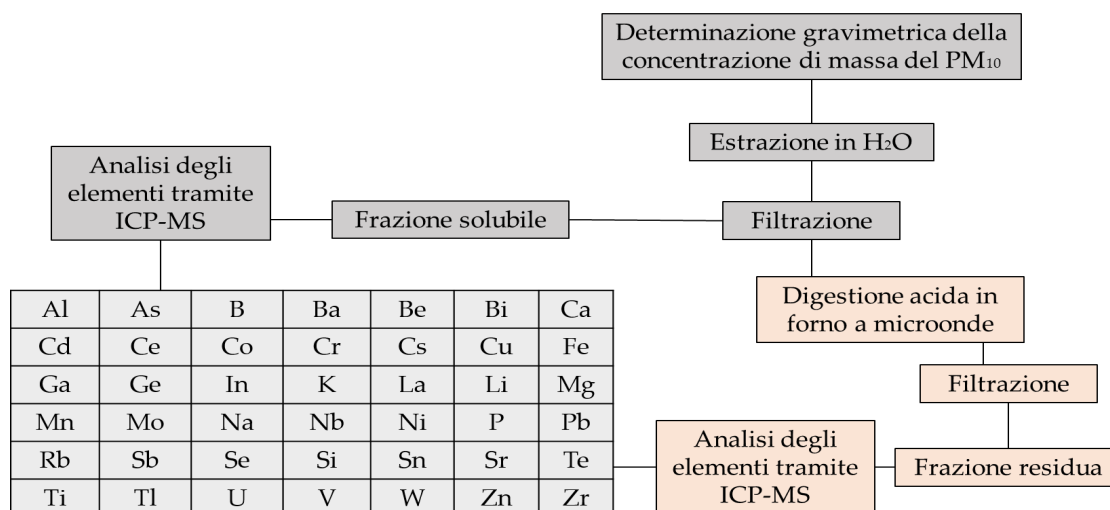 Determinazione gravimetrica della
concentrazione di massa del PM₁₀
Estrazione in H₂O
Filtrazione
Frazione solubile
Analisi degli
elementi tramite
ICP-MS
Digestione acida in
forno a microonde
Filtrazione
Frazione residua
Analisi degli
elementi tramite
ICP-MS
Al As B Ba Be Bi Ca
Cd Ce Co Cr Cs Cu Fe
Ga Ge In K La Li Mg
Mn Mo Na Nb Ni P Pb
Rb Sb Se Si Sn Sr Te
Ti Tl U V W Zn Zr